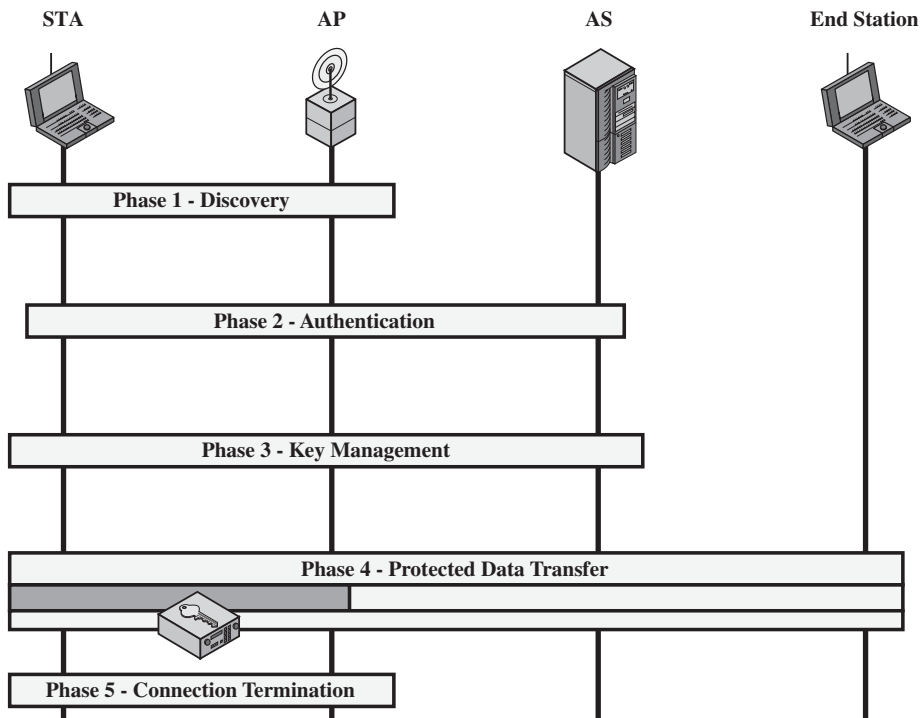 STA
AP
AS
End Station
Phase 1 - Discovery
Phase 2 - Authentication
Phase 3 - Key Management
Phase 4 - Protected Data Transfer
Phase 5 - Connection Termination